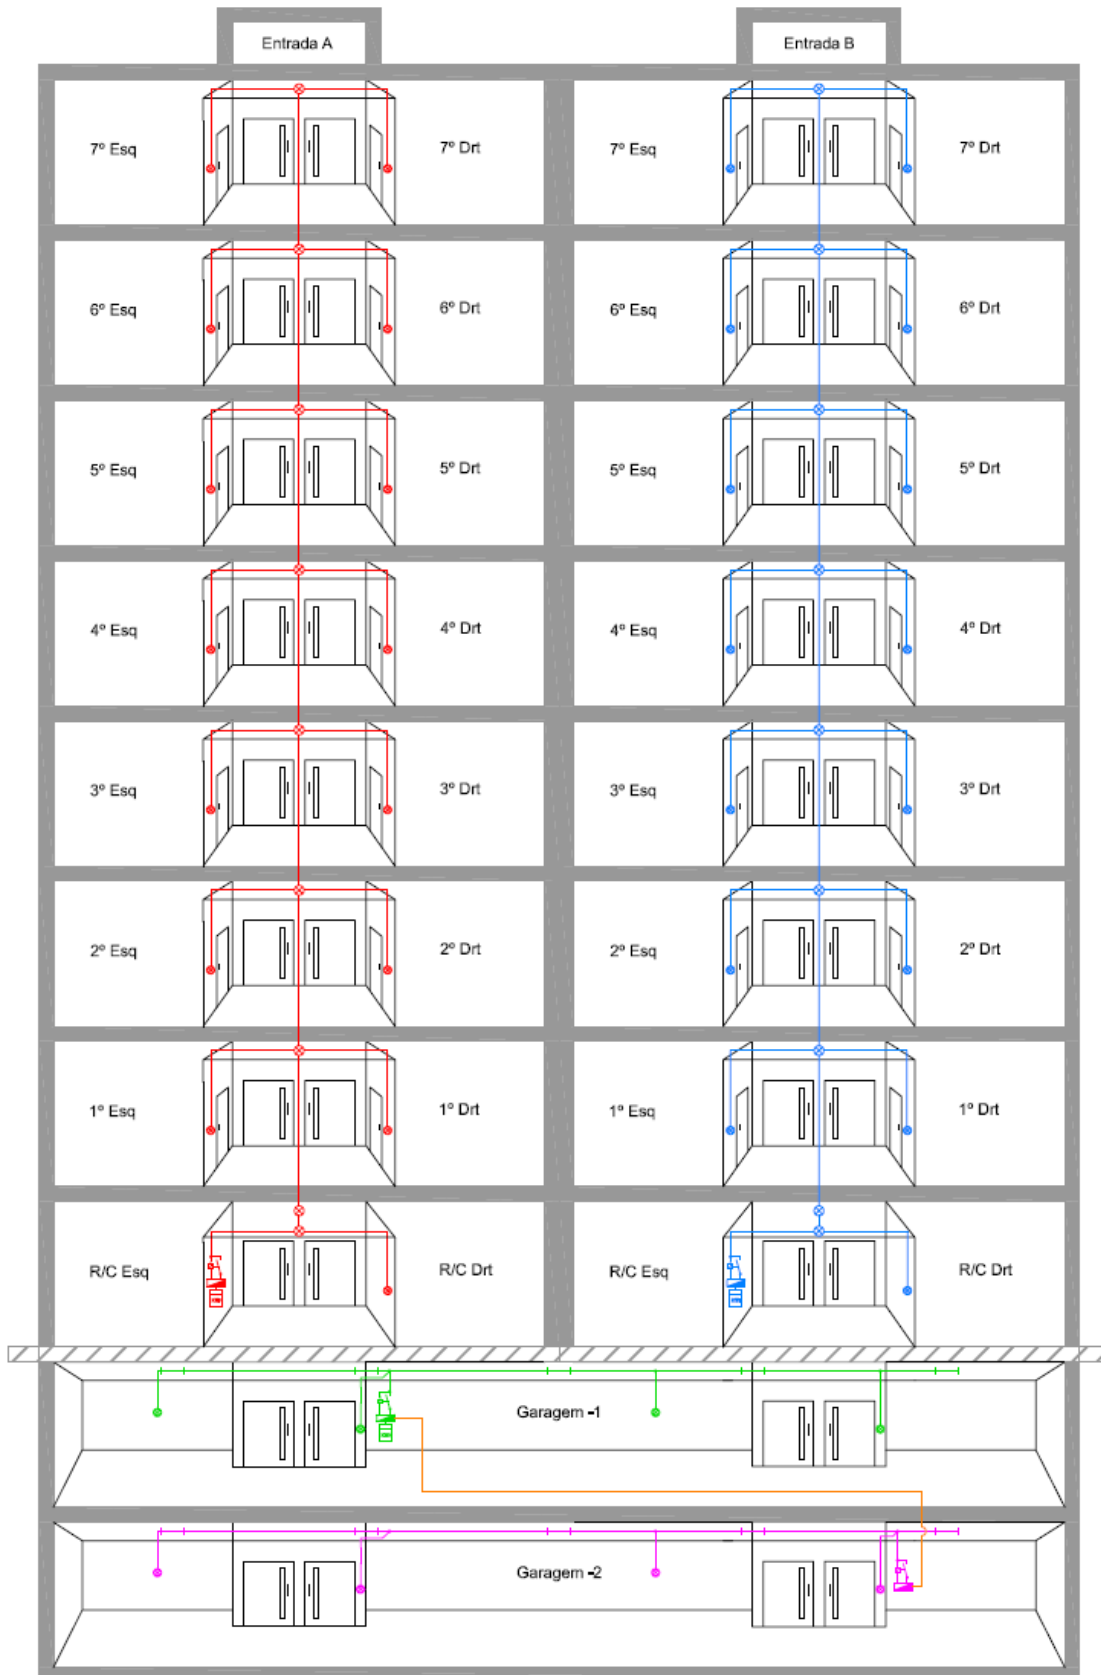 Entrada A
Entrada B
7º Esq
7º Drt
7º Esq
7º Drt
6º Esq
6º Drt
6º Esq
6º Drt
5º Esq
5º Drt
5º Esq
5º Drt
4º Esq
4º Drt
4º Esq
4º Drt
3º Esq
3º Drt
3º Esq
3º Drt
2º Esq
2º Drt
2º Esq
2º Drt
1º Esq
1º Drt
1º Esq
1º Drt
R/C Esq
R/C Drt
R/C Esq
R/C Drt
Garagem -1
Garagem -2